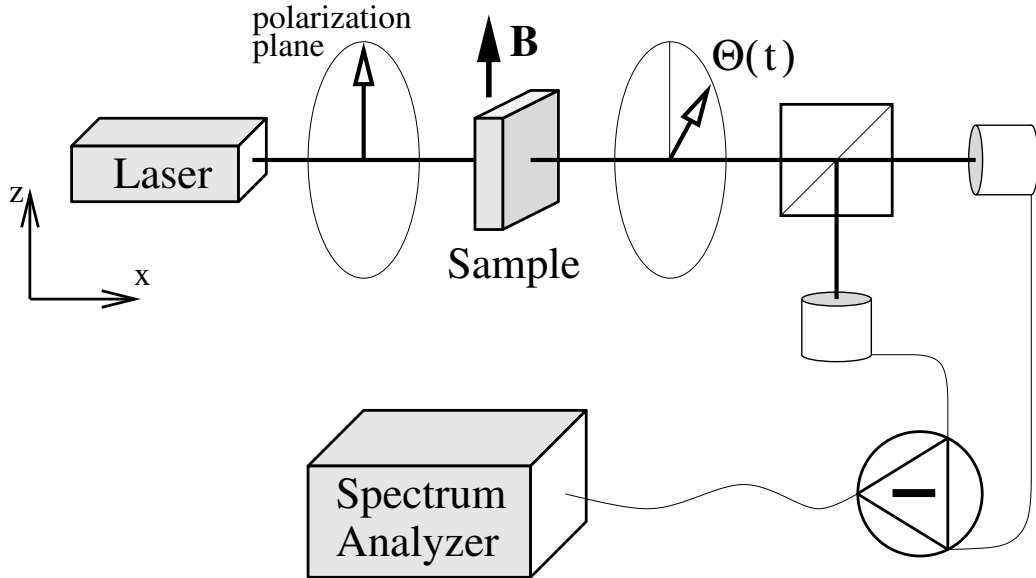 polarization
plane
B
Θ(t)
Laser
z
Sample
x
Spectrum
Analyzer